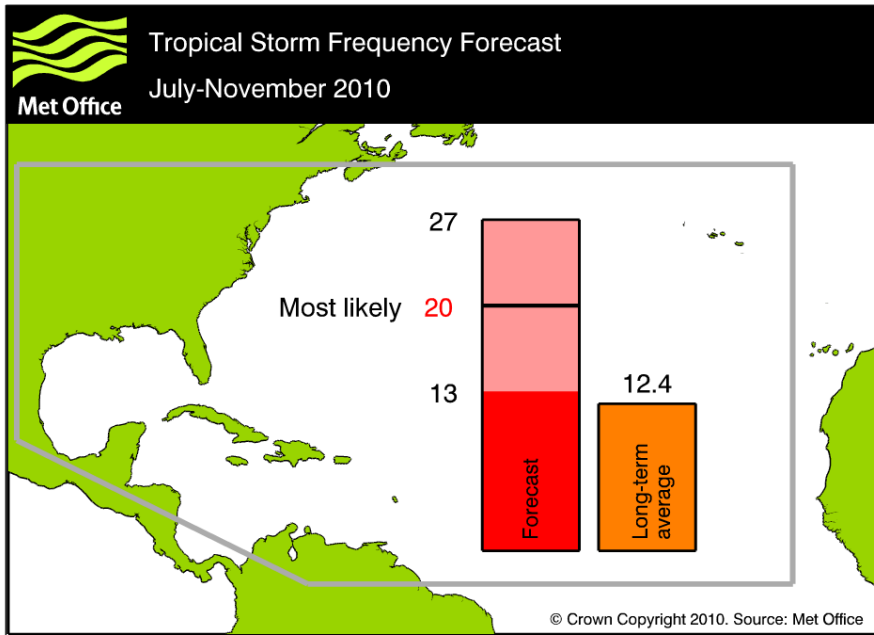 Met Office
Tropical Storm Frequency Forecast
July-November 2010
27
Most likely 20
13
12.4
Forecast
Long-term
average
© Crown Copyright 2010. Source: Met Office